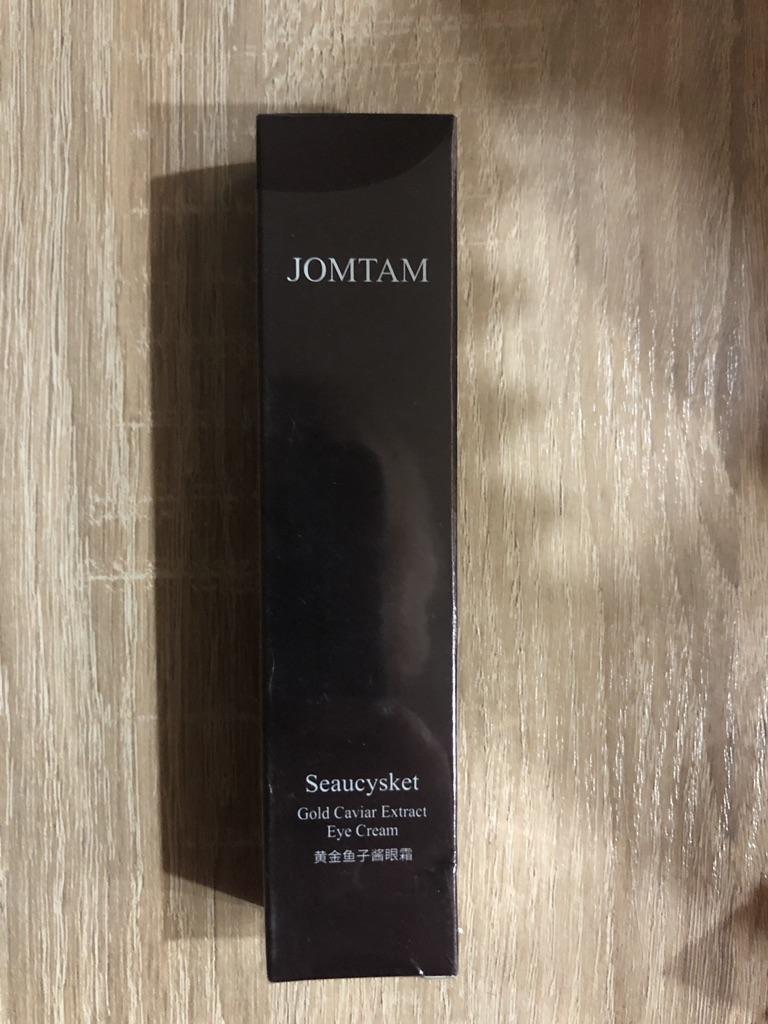 JOMTAM
Seaucysket
Gold Caviar Extract
Eye Cream
黄金鱼子酱眼霜